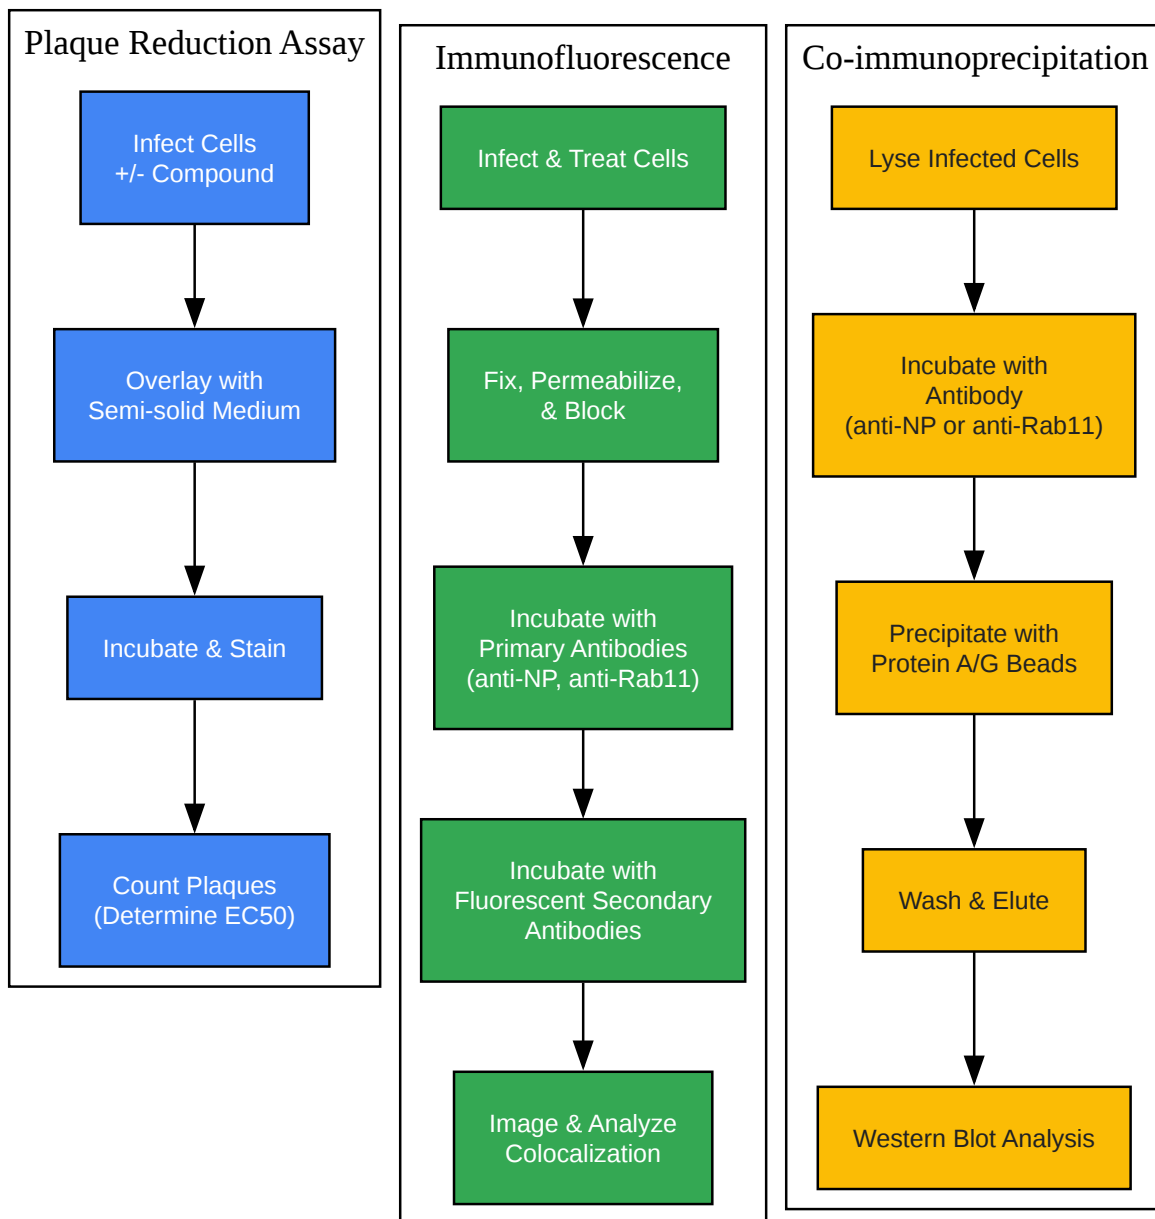 Plaque Reduction Assay
Infect Cells
+/- Compound
Overlay with
Semi-solid Medium
Incubate & Stain
Count Plaques
(Determine EC50)
Immunofluorescence
Infect & Treat Cells
Fix, Permeabilize,
& Block
Incubate with
Primary Antibodies
(anti-NP, anti-Rab11)
Incubate with
Fluorescent Secondary
Antibodies
Image & Analyze
Colocalization
Co-immunoprecipitation
Lyse Infected Cells
Incubate with
Antibody
(anti-NP or anti-Rab11)
Precipitate with
Protein A/G Beads
Wash & Elute
Western Blot Analysis